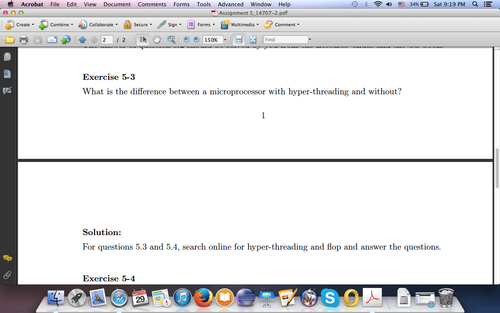 Acrobat File Edit View Document Comments Forms Tools Advanced Window Help 34% Sat 9:19 PM
Assignment 5_14707-2.pdf
Create Combine Collaborate Secure Sign Forms Multimedia Comment
2 / 2 150% Find
Exercise 5-3
What is the difference between a microprocessor with hyper-threading and without?
1
Solution:
For questions 5.3 and 5.4, search online for hyper-threading and flop and answer the questions.
Exercise 5-4
29